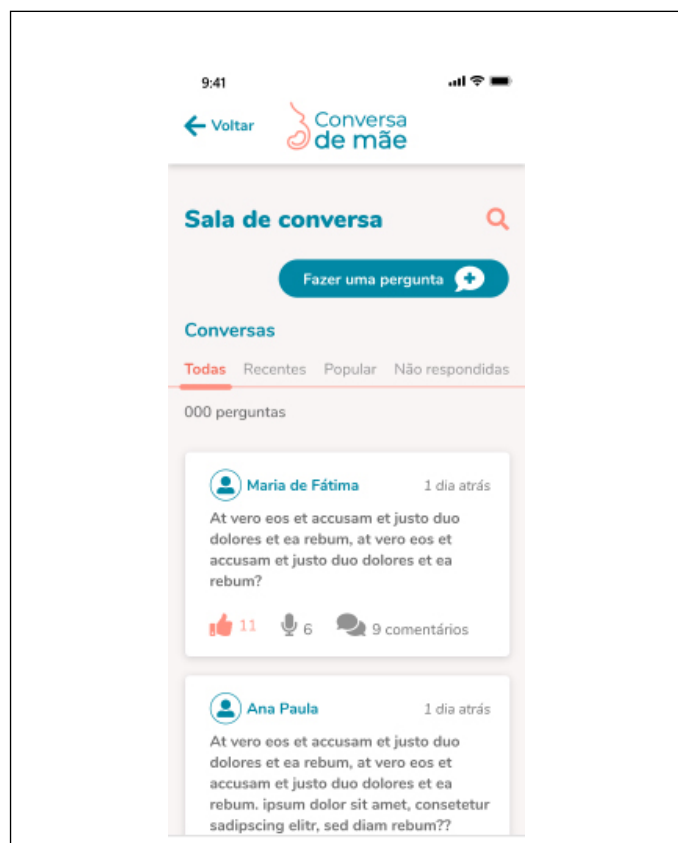 9:41
Voltar
Conversa
de mãe
Sala de conversa
Fazer uma pergunta
Conversas
Todas Recentes Popular Não respondidas
000 perguntas
Maria de Fátima 1 dia atrás
At vero eos et accusam et justo duo
dolores et ea rebum, at vero eos et
accusam et justo duo dolores et ea
rebum?
11 6 9 comentários
Ana Paula 1 dia atrás
At vero eos et accusam et justo duo
dolores et ea rebum, at vero eos et
accusam et justo duo dolores et ea
rebum. ipsum dolor sit amet, consetetur
sadipscing elitr, sed diam rebum??